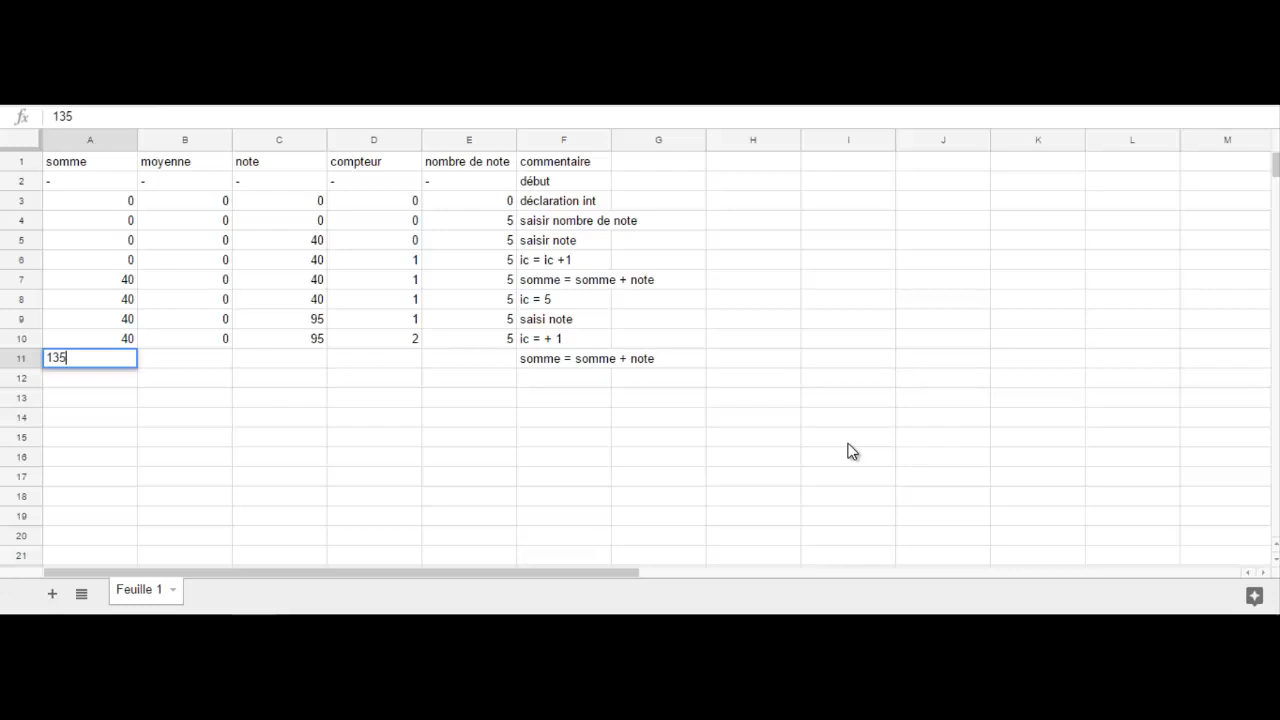 fx 135
A B C D E F G H I J K L M
1 somme moyenne note compteur nombre de note commentaire
2 - - - - - début
3 0 0 0 0 0 déclaration int
4 0 0 0 0 5 saisir nombre de note
5 0 0 40 0 5 saisir note
6 0 0 40 1 5 ic = ic +1
7 40 0 40 1 5 somme = somme + note
8 40 0 40 1 5 ic = 5
9 40 0 95 1 5 saisi note
10 40 0 95 2 5 ic = + 1
11 135 somme = somme + note
12
13
14
15
16
17
18
19
20
21
+ Feuille 1